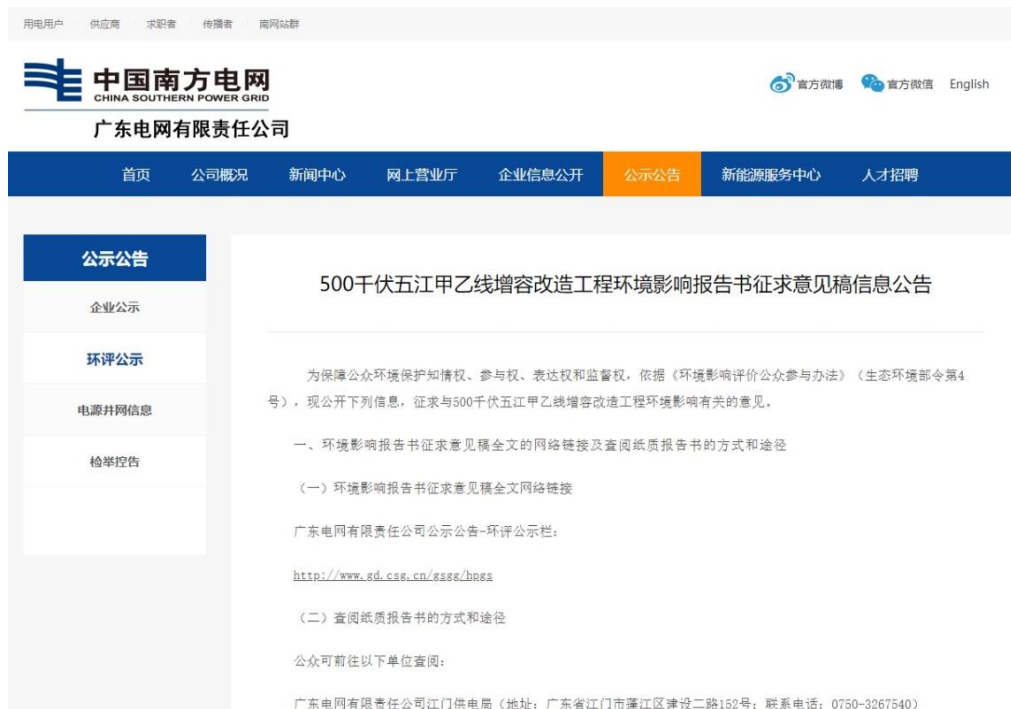 用电用户 供应商 求职者 传播者 南网站群
中国南方电网
CHINA SOUTHERN POWER GRID
广东电网有限责任公司
官方微博 官方微信 English
首页 公司概况 新闻中心 网上营业厅 企业信息公开 公示公告 新能源服务中心 人才招聘
公示公告
企业公示
环评公示
电源并网信息
检举控告
500千伏五江甲乙线增容改造工程环境影响报告书征求意见稿信息公告
为保障公众环境保护知情权、参与权、表达权和监督权，依据《环境影响评价公众参与办法》（生态环境部令第4
号），现公开下列信息，征求与500千伏五江甲乙线增容改造工程环境影响有关的意见。
一、环境影响报告书征求意见稿全文的网络链接及查阅纸质报告书的方式和途径
（一）环境影响报告书征求意见稿全文网络链接
广东电网有限责任公司公示公告-环评公示栏：
http://www.gd.csg.cn/gsgg/hpgs
（二）查阅纸质报告书的方式和途径
公众可前往以下单位查阅：
广东电网有限责任公司江门供电局（地址：广东省江门市蓬江区建设二路152号；联系电话：0750-3267540）